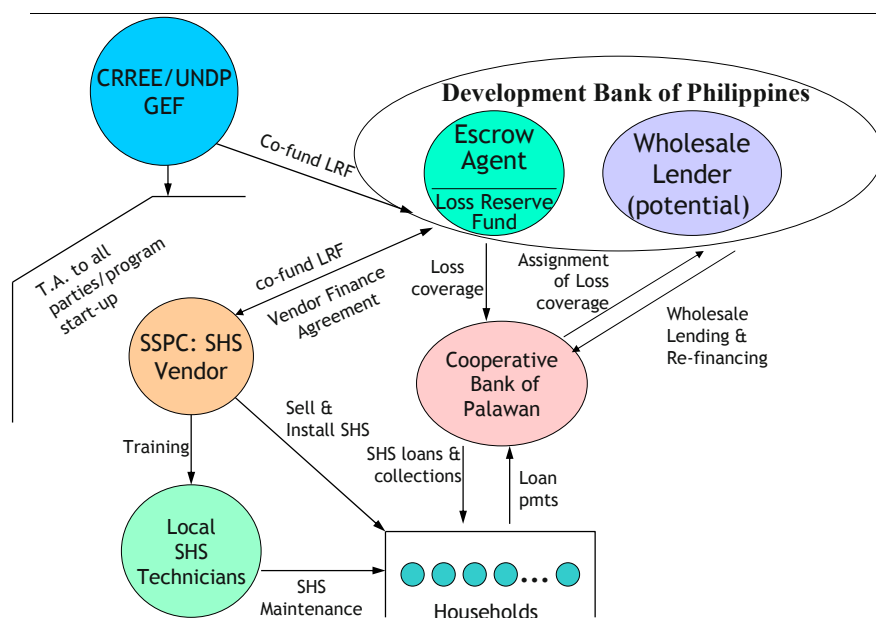 CRREE/UNDP
GEF
Development Bank of Philippines
Escrow
Agent
Loss Reserve
Fund
Wholesale
Lender
(potential)
Co-fund LRF
T.A. to all
parties/program
start-up
co-fund LRF
Vendor Finance
Agreement
Loss
coverage
Assignment
of Loss
coverage
Wholesale
Lending &
Re-financing
SSPC: SHS
Vendor
Cooperative
Bank of
Palawan
Sell &
Install SHS
Training
SHS loans &
collections
Loan
pmts
Local
SHS
Technicians
SHS
Maintenance
...
Households